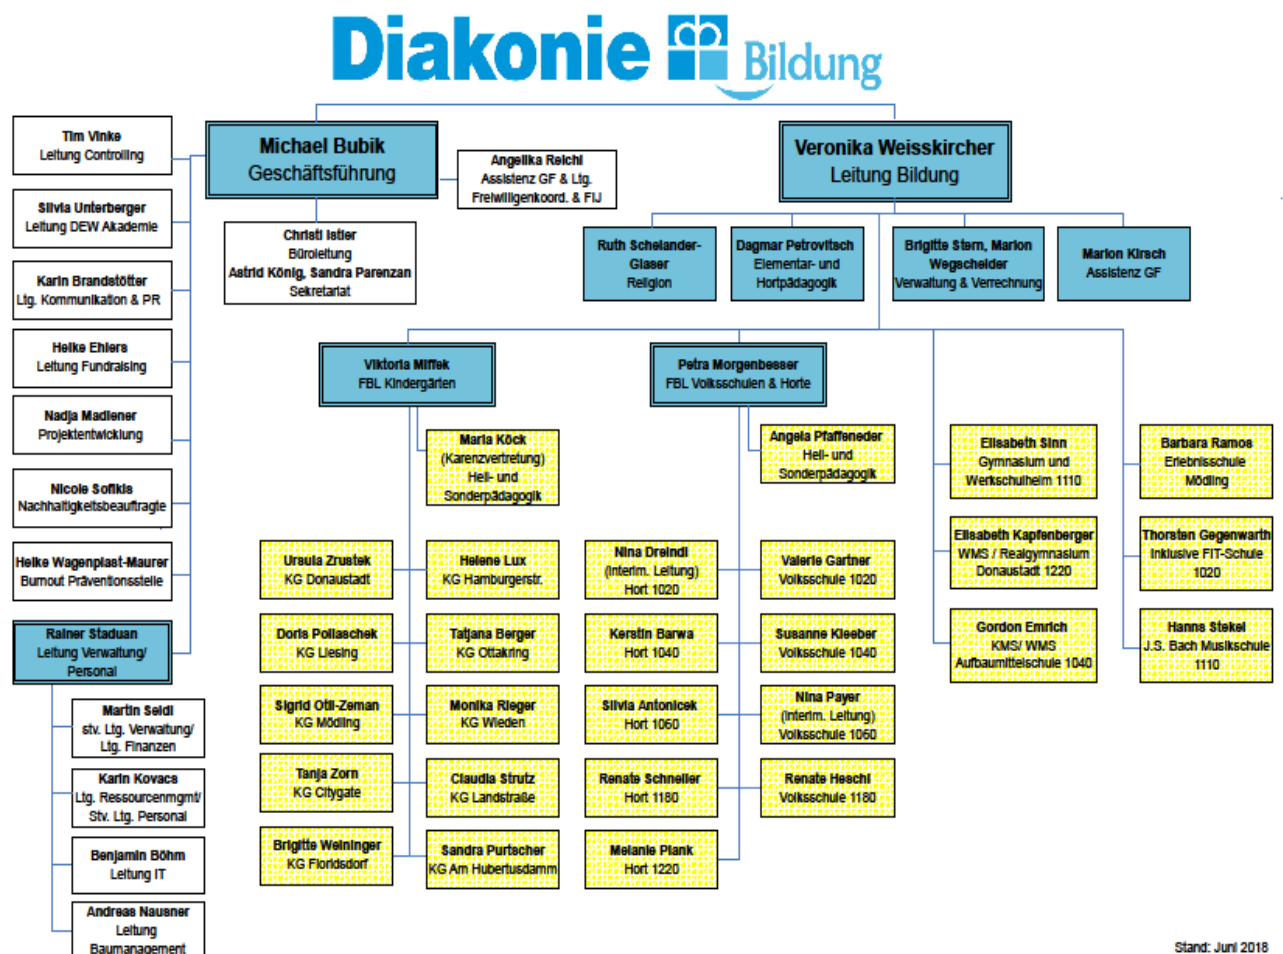 Diakonie Bildung
Tim Vinke
Leitung Controlling
Silvia Unterberger
Leitung DEW Akademie
Karin Brandstötter
Ltg. Kommunikation & PR
Heike Ehlers
Leitung Fundraising
Nadja Madlener
Projektentwicklung
Nicole Sofikis
Nachhaltigkeitsbeauftragte
Heike Wagenplast-Maurer
Burnout Präventionsstelle
Rainer Staduan
Leitung Verwaltung/
Personal
Martin Seidl
stv. Ltg. Verwaltung/
Ltg. Finanzen
Karin Kovacs
Ltg. Ressourcenmgmt/
Stv. Ltg. Personal
Benjamin Böhm
Leitung IT
Andreas Nausner
Leitung
Baumanagement
Michael Bubik
Geschäftsführung
Angelika Reichl
Assistenz GF & Ltg.
Freiwilligenkoord. & FIJ
Christl Istler
Büroleitung
Astrid König, Sandra Parenzan
Sekretariat
Veronika Weisskircher
Leitung Bildung
Ruth Schelander-
Glaser
Religion
Dagmar Petrovitsch
Elementar- und
Hortpädagogik
Brigitte Stern, Marion
Wegscheider
Verwaltung & Verrechnung
Marion Kirsch
Assistenz GF
Viktoria Miffek
FBL Kindergärten
Maria Köck
(Karenzvertretung)
Heil- und
Sonderpädagogik
Ursula Zrustek
KG Donaustadt
Helene Lux
KG Hamburgerstr.
Doris Pollaschek
KG Liesing
Tatjana Berger
KG Ottakring
Sigrid Otll-Zeman
KG Mödling
Monika Rieger
KG Wieden
Tanja Zorn
KG Citygate
Claudia Strutz
KG Landstraße
Brigitte Weininger
KG Floridsdorf
Sandra Purtscher
KG Am Hubertusdamm
Petra Morgenbesser
FBL Volksschulen & Horte
Angela Pfaffeneder
Heil- und
Sonderpädagogik
Nina Dreindl
(Interim. Leitung)
Hort 1020
Valerie Gartner
Volksschule 1020
Kerstin Barwa
Hort 1040
Susanne Kleeber
Volksschule 1040
Silvia Antonicek
Hort 1060
Nina Payer
(Interim. Leitung)
Volksschule 1060
Renate Schneller
Hort 1180
Renate Heschl
Volksschule 1180
Melanie Plank
Hort 1220
Elisabeth Sinn
Gymnasium und
Werkschulheim 1110
Barbara Ramos
Erlebnisschule
Mödling
Elisabeth Kapfenberger
WMS / Realgymnasium
Donaustadt 1220
Thorsten Gegenwarth
Inklusive FIT-Schule
1020
Gordon Emrich
KMS/ WMS
Aufbaumittelschule 1040
Hanns Stekel
J.S. Bach Musikschule
1110
Stand: Juni 2018